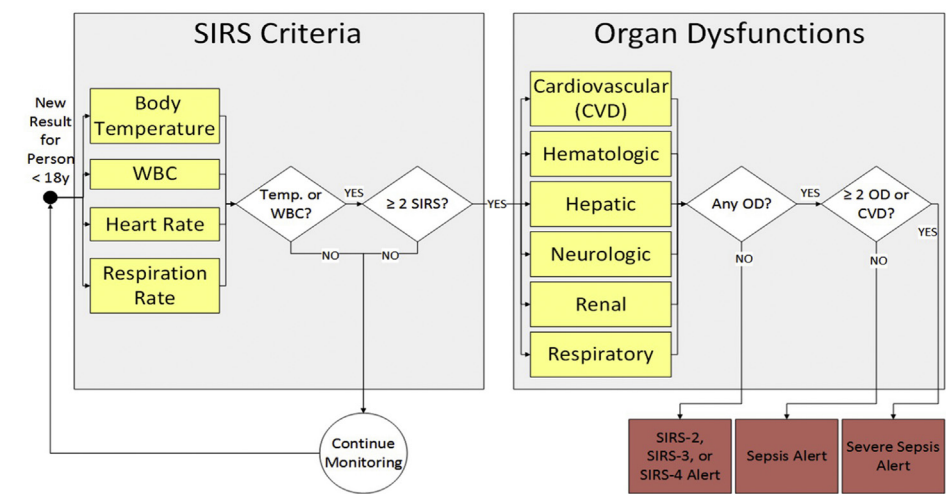 SIRS Criteria
Organ Dysfunctions
New
Result
for
Person
< 18y
Body
Temperature
WBC
Heart Rate
Respiration
Rate
Temp. or
WBC?
YES
≥ 2 SIRS?
YES
NO
NO
Continue
Monitoring
Cardiovascular
(CVD)
Hematologic
Hepatic
Neurologic
Renal
Respiratory
Any OD?
YES
≥ 2 OD or
CVD?
YES
NO
NO
SIRS-2,
SIRS-3, or
SIRS-4 Alert
Sepsis Alert
Severe Sepsis
Alert